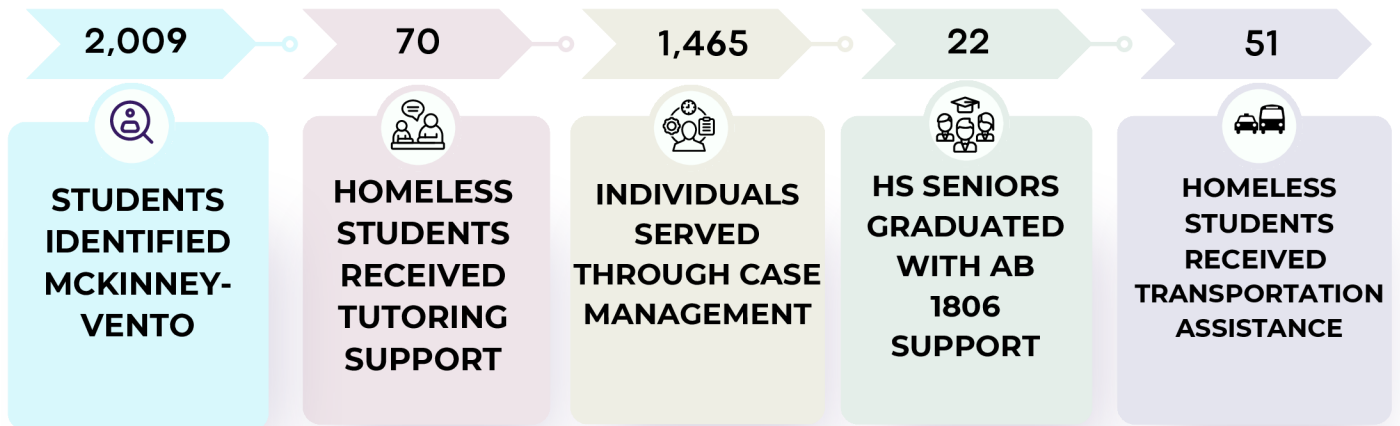 2,009
STUDENTS
IDENTIFIED
MCKINNEY-
VENTO
70
HOMELESS
STUDENTS
RECEIVED
TUTORING
SUPPORT
1,465
INDIVIDUALS
SERVED
THROUGH CASE
MANAGEMENT
22
HS SENIORS
GRADUATED
WITH AB
1806
SUPPORT
51
HOMELESS
STUDENTS
RECEIVED
TRANSPORTATION
ASSISTANCE